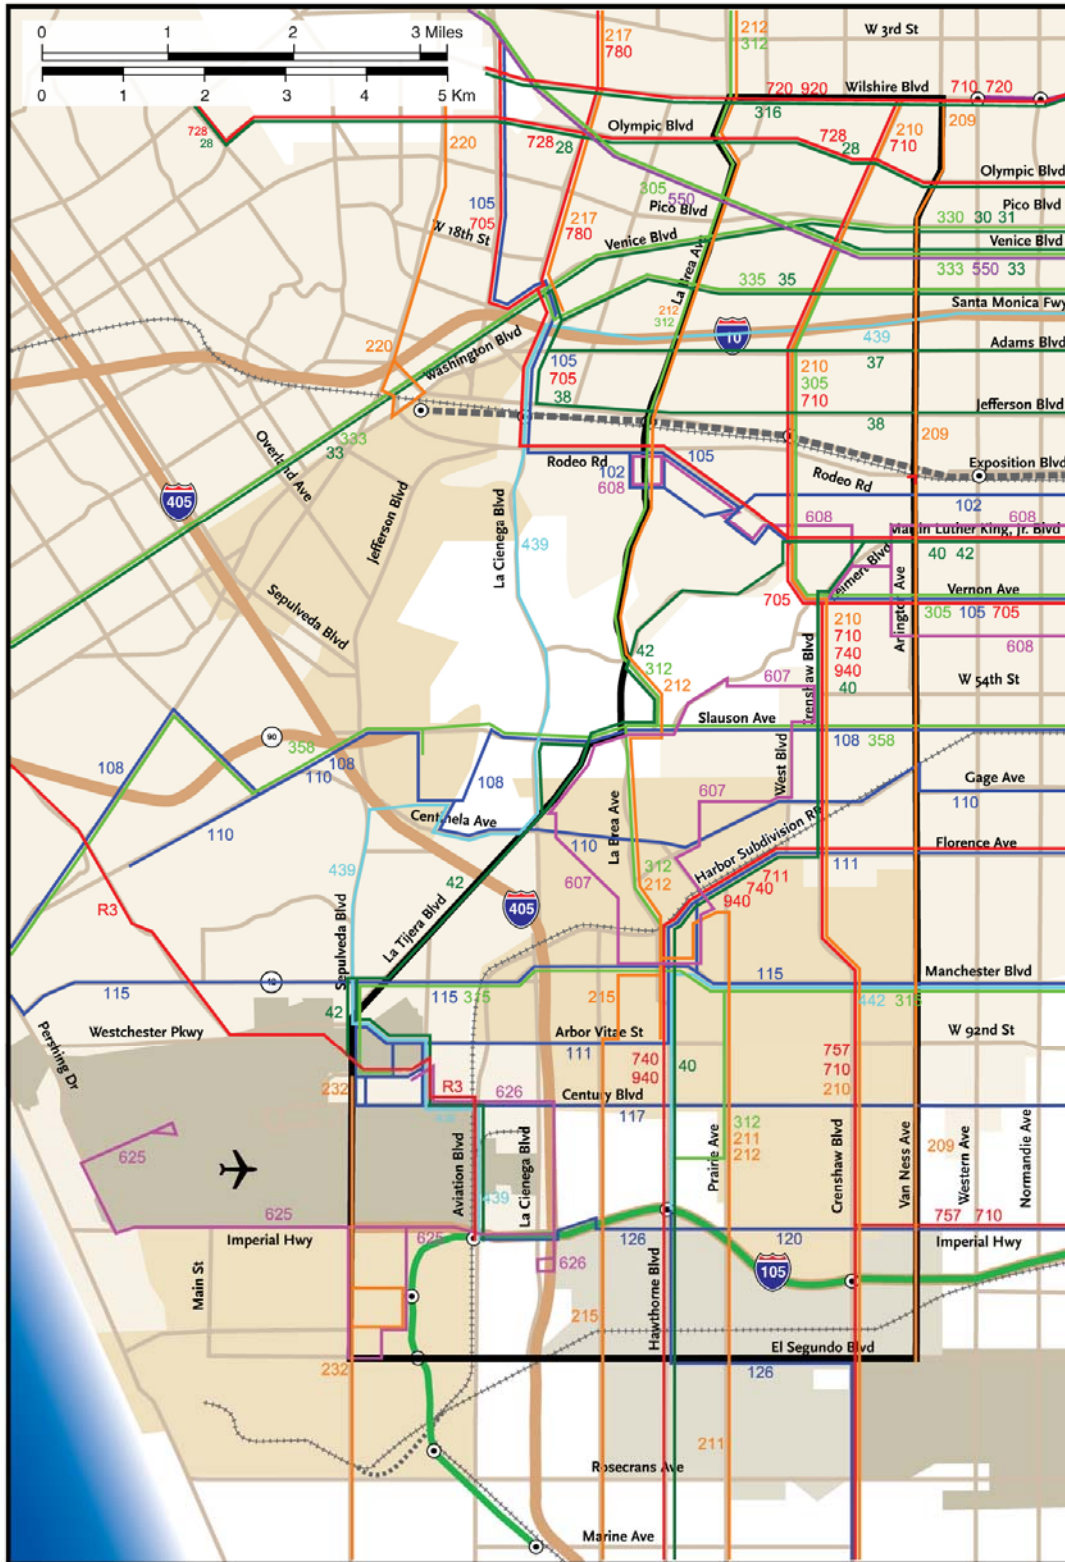 0 1 2 3 Miles
0 1 2 3 4 5 Km
217
780
212
312
W 3rd St
720 920
Wilshire Blvd
710 720
316
209
728
28
220
728 28
Olympic Blvd
728
28
210
710
Olympic Blvd
105
705
W 18th St
217
780
305
550
Pico Blvd
Venice Blvd
La Brea Ave
Pico Blvd
330 30 31
Venice Blvd
333 550 33
335 35
Santa Monica Fwy
212
312
10
439
Adams Blvd
220
Washington Blvd
105
705
38
37
210
305
710
Jefferson Blvd
38
333
33
Overland Ave
209
Rodeo Rd
105
102
608
Rodeo Rd
Exposition Blvd
102
405
Jefferson Blvd
La Cienega Blvd
439
608
608
Martin Luther King, Jr. Blvd
40 42
Leimert Blvd
Arlington Ave
Vernon Ave
705
305 105 705
Sepulveda Blvd
210
710
740
940
40
608
42
312
212
607
Crenshaw Blvd
W 54th St
Slauson Ave
90
358
108
108
110
108
108 358
West Blvd
Gage Ave
110
607
Centinela Ave
110
La Brea Ave
110
Harbor Subdivision RR
Florence Ave
111
439
42
607
312
212
711
740
940
R3
405
La Tijera Blvd
Sepulveda Blvd
42
115
115 315
215
115
Manchester Blvd
442 315
42
Westchester Pkwy
Arbor Vitae St
111
W 92nd St
Pershing Dr
740
940
40
757
710
210
232
R3
626
Century Blvd
117
312
211
212
625
Aviation Blvd
La Cienega Blvd
439
Prairie Ave
Crenshaw Blvd
Van Ness Ave
209
Western Ave
Normandie Ave
625
Imperial Hwy
625
126
120
757 710
Imperial Hwy
626
105
Main St
215
Hawthorne Blvd
El Segundo Blvd
232
126
211
Rosecrans Ave
Marine Ave